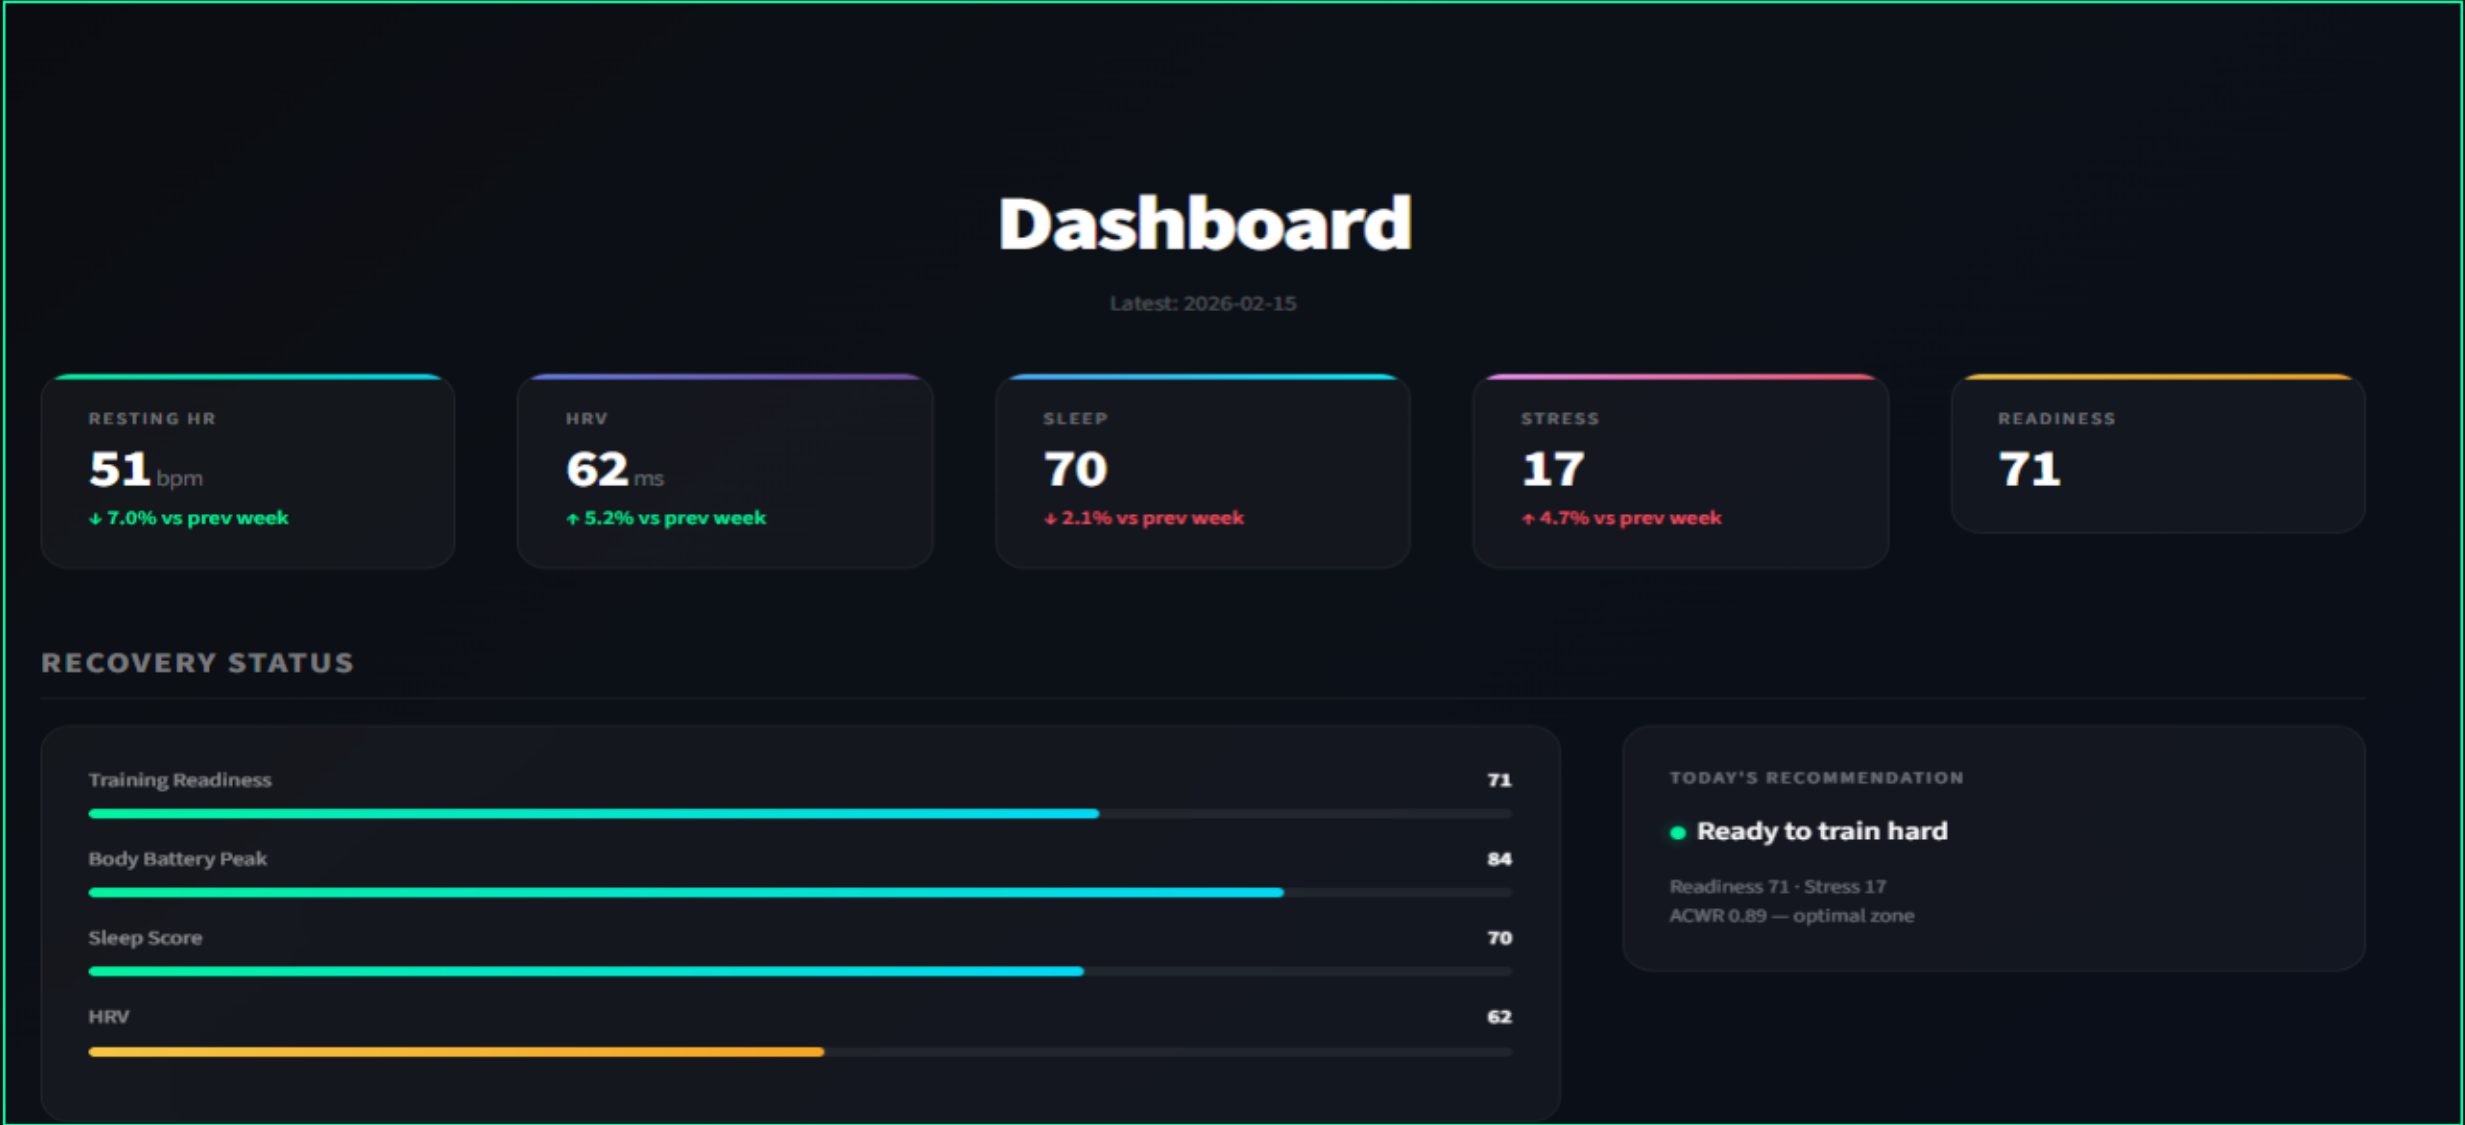 Dashboard
Latest: 2026-02-15
RESTING HR
51 bpm
↓ 7.0% vs prev week
HRV
62 ms
↑ 5.2% vs prev week
SLEEP
70
↓ 2.1% vs prev week
STRESS
17
↑ 4.7% vs prev week
READINESS
71
RECOVERY STATUS
Training Readiness 71
Body Battery Peak 84
Sleep Score 70
HRV 62
TODAY'S RECOMMENDATION
Ready to train hard
Readiness 71 · Stress 17
ACWR 0.89 — optimal zone